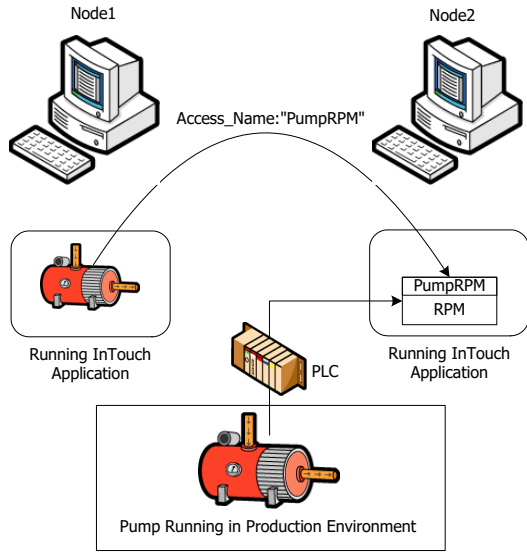 Node1
Node2
Access_Name:"PumpRPM"
PumpRPM
RPM
Running InTouch
Application
Running InTouch
Application
PLC
Pump Running in Production Environment